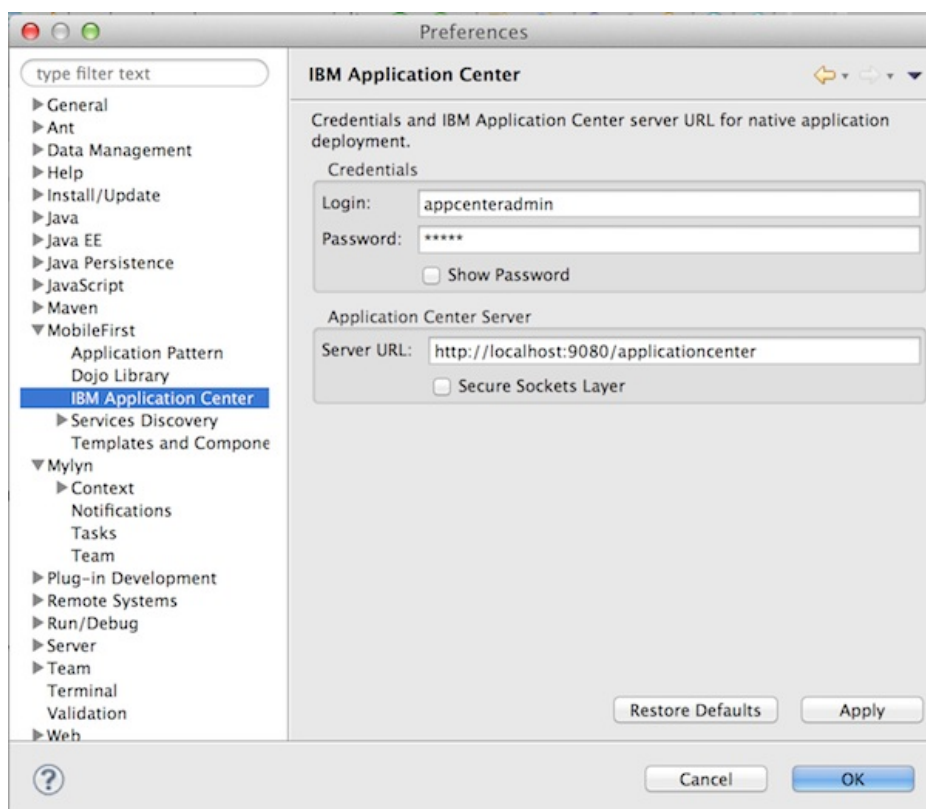 Preferences
type filter text
General
Ant
Data Management
Help
Install/Update
Java
Java EE
Java Persistence
JavaScript
Maven
MobileFirst
Application Pattern
Dojo Library
IBM Application Center
Services Discovery
Templates and Compone
Mylyn
Context
Notifications
Tasks
Team
Plug-in Development
Remote Systems
Run/Debug
Server
Team
Terminal
Validation
Web
IBM Application Center
Credentials and IBM Application Center server URL for native application
deployment.
Credentials
Login: appcenteradmin
Password: *****
Show Password
Application Center Server
Server URL: http://localhost:9080/applicationcenter
Secure Sockets Layer
Restore Defaults Apply
? Cancel OK